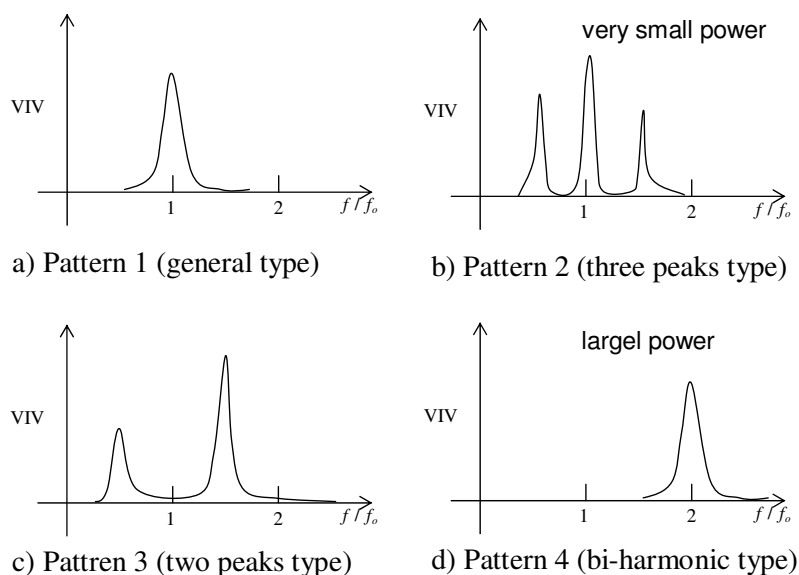 VIV
1
2
f / fo
a) Pattern 1 (general type)
very small power
VIV
1
2
f / fo
b) Pattern 2 (three peaks type)
VIV
1
2
f / fo
c) Pattren 3 (two peaks type)
largel power
VIV
1
2
f / fo
d) Pattern 4 (bi-harmonic type)